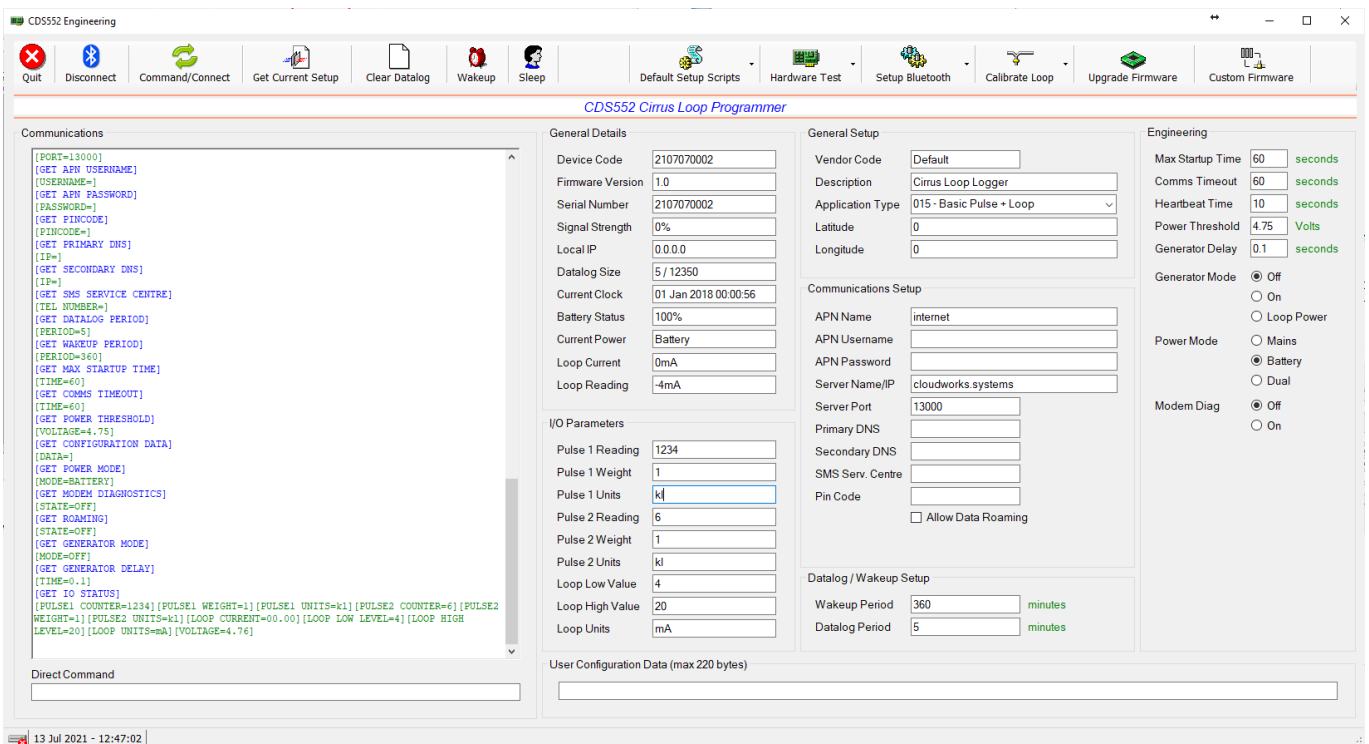 CDS552 Engineering
Quit
Disconnect
Command/Connect
Get Current Setup
Clear Datalog
Wakeup
Sleep
Default Setup Scripts
Hardware Test
Setup Bluetooth
Calibrate Loop
Upgrade Firmware
Custom Firmware
CDS552 Cirrus Loop Programmer
Communications
[PORT=13000]
[GET APN USERNAME]
[USERNAME=]
[GET APN PASSWORD]
[PASSWORD=]
[GET PINCODE]
[PINCODE=]
[GET PRIMARY DNS]
[IP=]
[GET SECONDARY DNS]
[IP=]
[GET SMS SERVICE CENTRE]
[TEL NUMBER=]
[GET DATALOG PERIOD]
[PERIOD=5]
[GET WAKEUP PERIOD]
[PERIOD=360]
[GET MAX STARTUP TIME]
[TIME=60]
[GET COMMS TIMEOUT]
[TIME=60]
[GET POWER THRESHOLD]
[VOLTAGE=4.75]
[GET CONFIGURATION DATA]
[DATA=]
[GET POWER MODE]
[MODE=BATTERY]
[GET MODEM DIAGNOSTICS]
[STATE=OFF]
[GET ROAMING]
[STATE=OFF]
[GET GENERATOR MODE]
[MODE=OFF]
[GET GENERATOR DELAY]
[TIME=0.1]
[GET IO STATUS]
[PULSE1 COUNTER=1234][PULSE1 WEIGHT=1][PULSE1 UNITS=kl][PULSE2 COUNTER=6][PULSE2
WEIGHT=1][PULSE2 UNITS=kl][LOOP CURRENT=00.00][LOOP LOW LEVEL=4][LOOP HIGH
LEVEL=20][LOOP UNITS=mA][VOLTAGE=4.76]
Direct Command
General Details
Device Code 2107070002
Firmware Version 1.0
Serial Number 2107070002
Signal Strength 0%
Local IP 0.0.0.0
Datalog Size 5 / 12350
Current Clock 01 Jan 2018 00:00:56
Battery Status 100%
Current Power Battery
Loop Current 0mA
Loop Reading -4mA
I/O Parameters
Pulse 1 Reading 1234
Pulse 1 Weight 1
Pulse 1 Units kl
Pulse 2 Reading 6
Pulse 2 Weight 1
Pulse 2 Units kl
Loop Low Value 4
Loop High Value 20
Loop Units mA
General Setup
Vendor Code Default
Description Cirrus Loop Logger
Application Type 015 - Basic Pulse + Loop
Latitude 0
Longitude 0
Communications Setup
APN Name internet
APN Username
APN Password
Server Name/IP cloudworks.systems
Server Port 13000
Primary DNS
Secondary DNS
SMS Serv. Centre
Pin Code
Allow Data Roaming
Datalog / Wakeup Setup
Wakeup Period 360 minutes
Datalog Period 5 minutes
Engineering
Max Startup Time 60 seconds
Comms Timeout 60 seconds
Heartbeat Time 10 seconds
Power Threshold 4.75 Volts
Generator Delay 0.1 seconds
Generator Mode Off
On
Loop Power
Power Mode Mains
Battery
Dual
Modem Diag Off
On
User Configuration Data (max 220 bytes)
13 Jul 2021 - 12:47:02